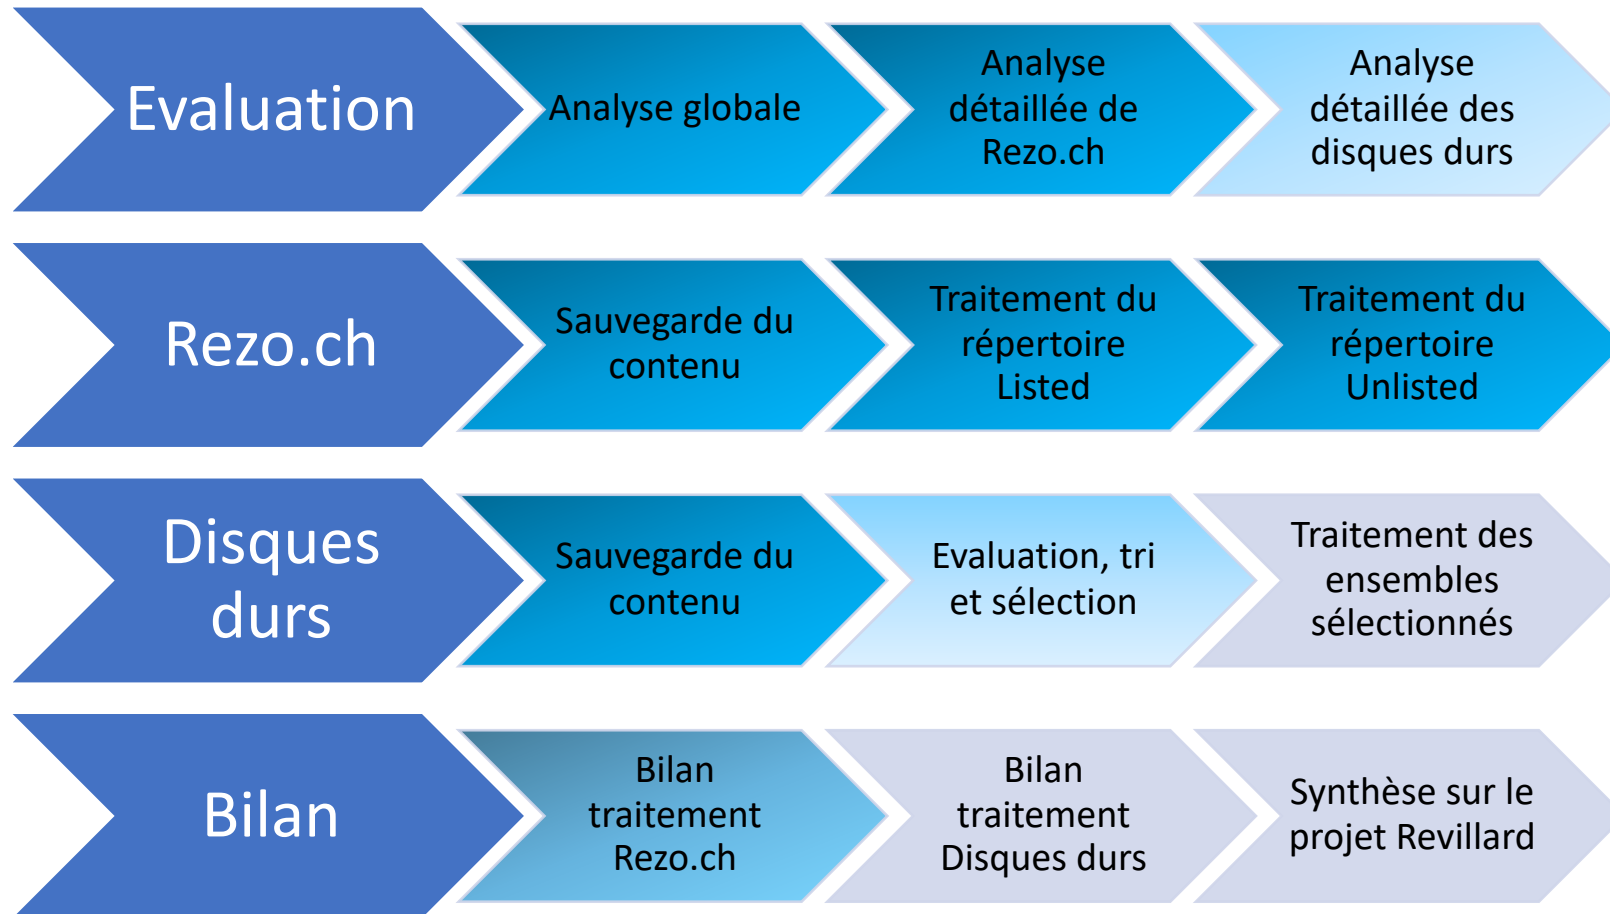 Evaluation
Analyse globale
Analyse
détaillée de
Rezo.ch
Analyse
détaillée des
disques durs
Rezo.ch
Sauvegarde du
contenu
Traitement du
répertoire
Listed
Traitement du
répertoire
Unlisted
Disques
durs
Sauvegarde du
contenu
Evaluation, tri
et sélection
Traitement des
ensembles
sélectionnés
Bilan
Bilan
traitement
Rezo.ch
Bilan
traitement
Disques durs
Synthèse sur le
projet Revillard